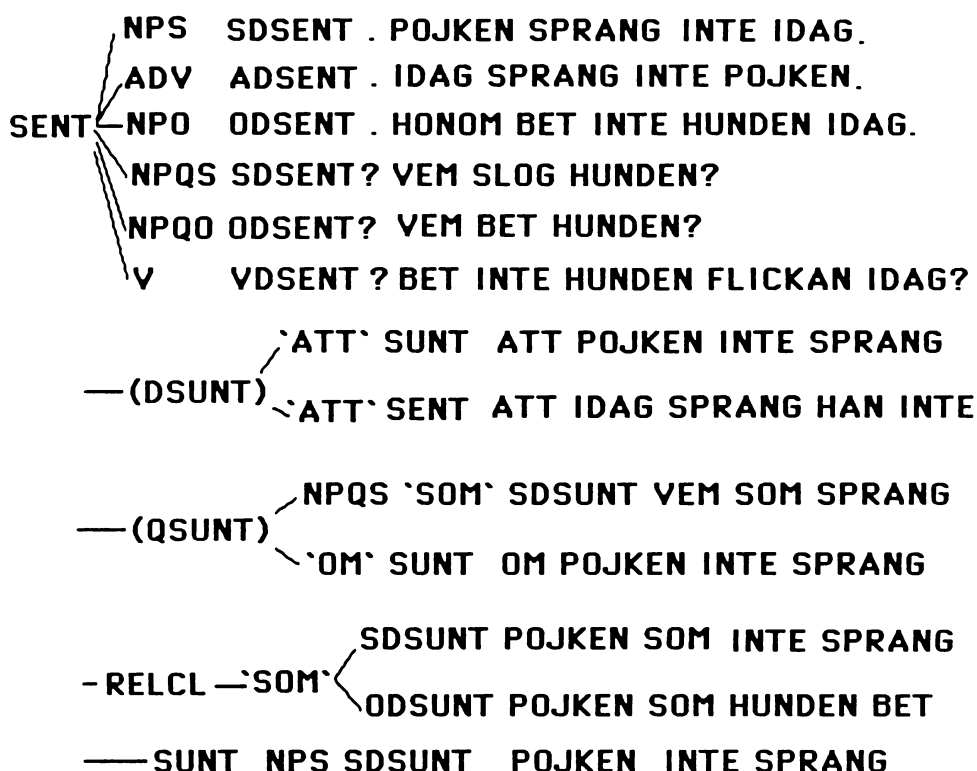 NPS SDSENT . POJKEN SPRANG INTE IDAG.
ADV ADSENT . IDAG SPRANG INTE POJKEN.
SENT NPO ODSENT . HONOM BET INTE HUNDEN IDAG.
NPQS SDSENT? VEM SLOG HUNDEN?
NPQO ODSENT? VEM BET HUNDEN?
V VDSENT ? BET INTE HUNDEN FLICKAN IDAG?
`ATT` SUNT ATT POJKEN INTE SPRANG
—(DSUNT)
`ATT` SENT ATT IDAG SPRANG HAN INTE
NPQS `SOM` SDSUNT VEM SOM SPRANG
—(QSUNT)
`OM` SUNT OM POJKEN INTE SPRANG
SDSUNT POJKEN SOM INTE SPRANG
- RELCL —`SOM`
ODSUNT POJKEN SOM HUNDEN BET
—SUNT NPS SDSUNT POJKEN INTE SPRANG